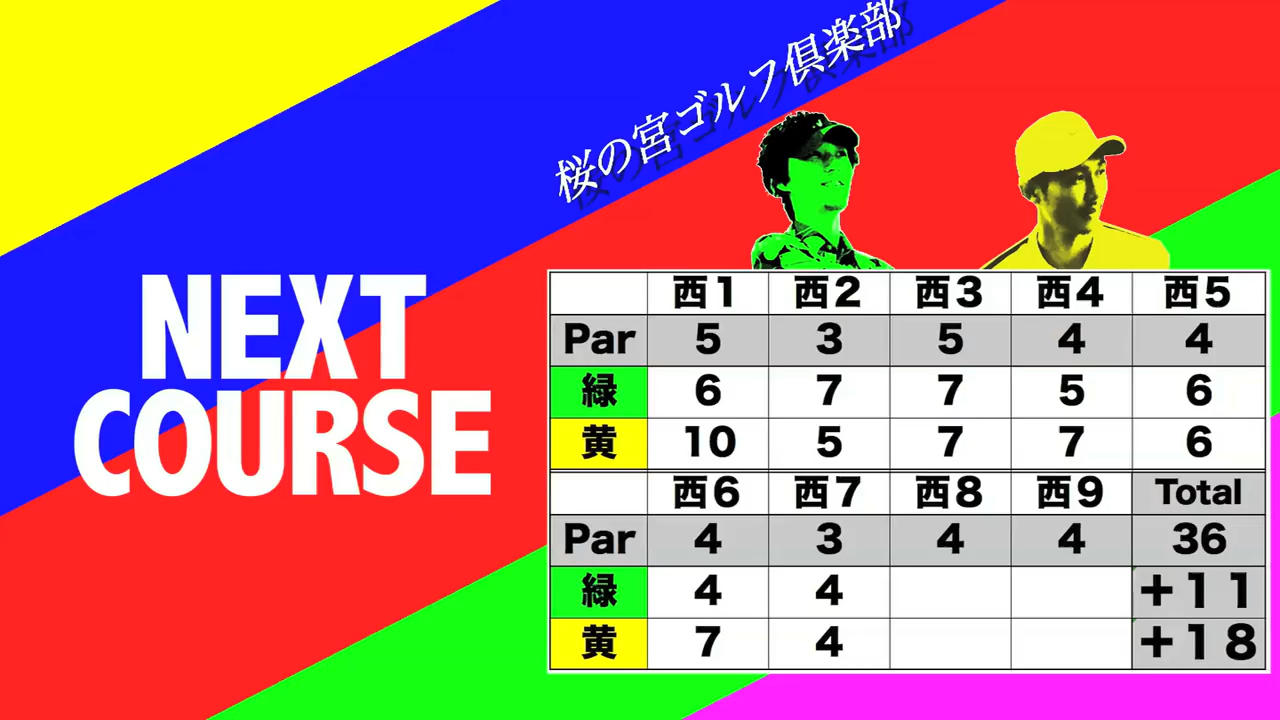 桜の宮ゴルフ倶楽部
NEXT
COURSE
西1 西2 西3 西4 西5
Par 5 3 5 4 4
緑 6 7 7 5 6
黄 10 5 7 7 6
西6 西7 西8 西9 Total
Par 4 3 4 4 36
緑 4 4 +11
黄 7 4 +18